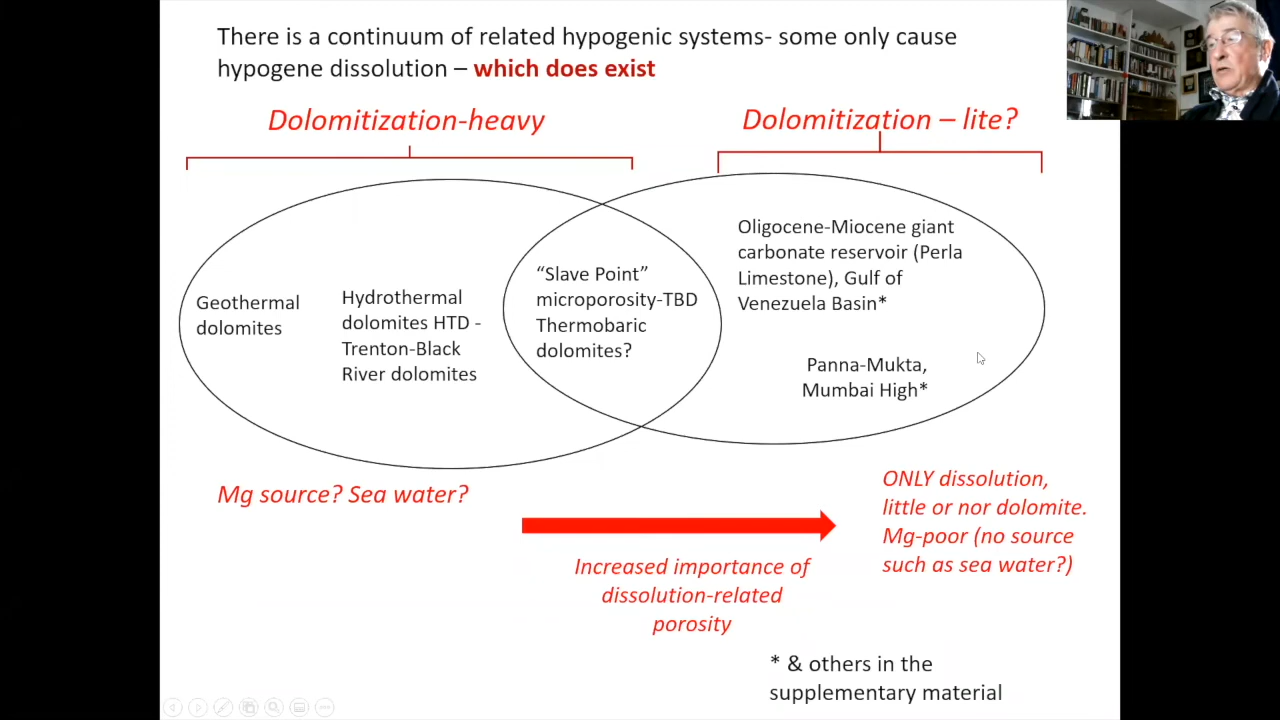 There is a continuum of related hypogenic systems- some only cause
hypogene dissolution – which does exist
Dolomitization-heavy
Dolomitization – lite?
Geothermal
dolomites
Hydrothermal
dolomites HTD -
Trenton-Black
River dolomites
“Slave Point”
microporosity-TBD
Thermobaric
dolomites?
Oligocene-Miocene giant
carbonate reservoir (Perla
Limestone), Gulf of
Venezuela Basin*
Panna-Mukta,
Mumbai High*
Mg source? Sea water?
Increased importance of
dissolution-related
porosity
ONLY dissolution,
little or nor dolomite.
Mg-poor (no source
such as sea water?)
* & others in the
supplementary material